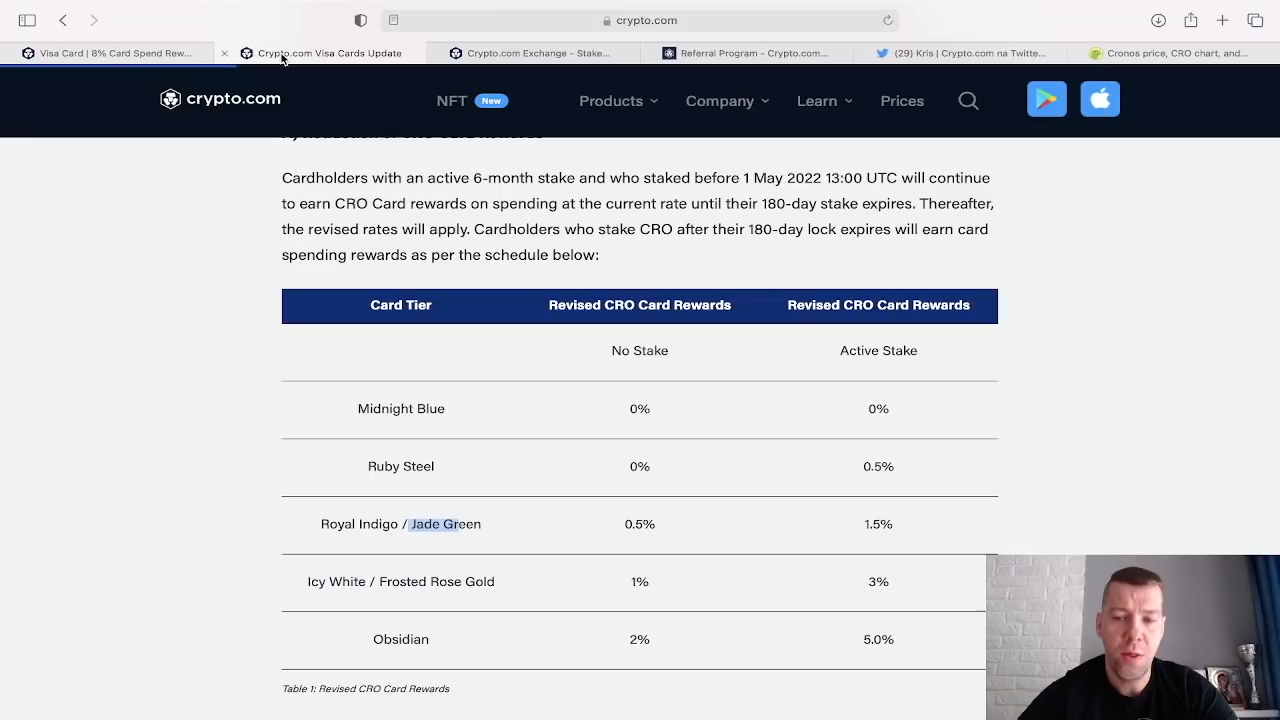 crypto.com
Visa Card | 8% Card Spend Rew...
Crypto.com Visa Cards Update
Crypto.com Exchange – Stake...
Referral Program – Crypto.com...
(29) Kris | Crypto.com na Twitte...
Cronos price, CRO chart, and...
crypto.com
NFT New
Products
Company
Learn
Prices
Cardholders with an active 6-month stake and who staked before 1 May 2022 13:00 UTC will continue
to earn CRO Card rewards on spending at the current rate until their 180-day stake expires. Thereafter,
the revised rates will apply. Cardholders who stake CRO after their 180-day lock expires will earn card
spending rewards as per the schedule below:
Card Tier Revised CRO Card Rewards Revised CRO Card Rewards
No Stake Active Stake
Midnight Blue 0% 0%
Ruby Steel 0% 0.5%
Royal Indigo / Jade Green 0.5% 1.5%
Icy White / Frosted Rose Gold 1% 3%
Obsidian 2% 5.0%
Table 1: Revised CRO Card Rewards